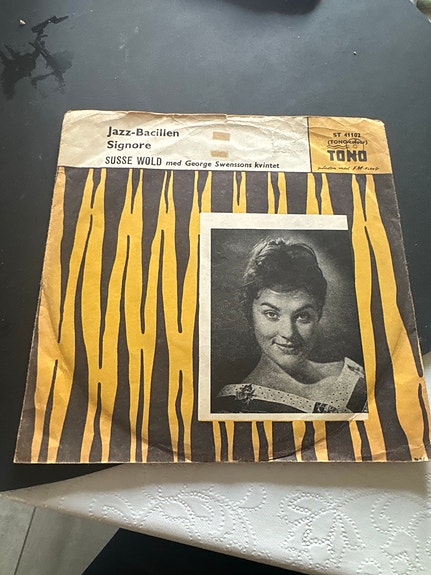 Jazz-Bacillen
Signore
SUSSE WOLD med George Swenssons kvintet
ST 41102
TONO